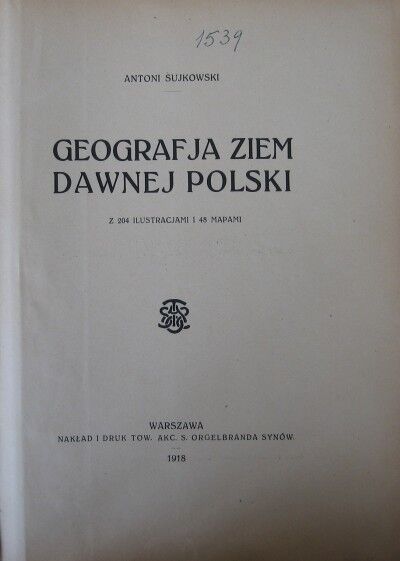 1539
ANTONI SUJKOWSKI
GEOGRAFJA ZIEM
DAWNEJ POLSKI
Z 204 ILUSTRACJAMI I 48 MAPAMI
WARSZAWA
NAKŁAD I DRUK TOW. AKC. S. ORGELBRANDA SYNÓW.
1918